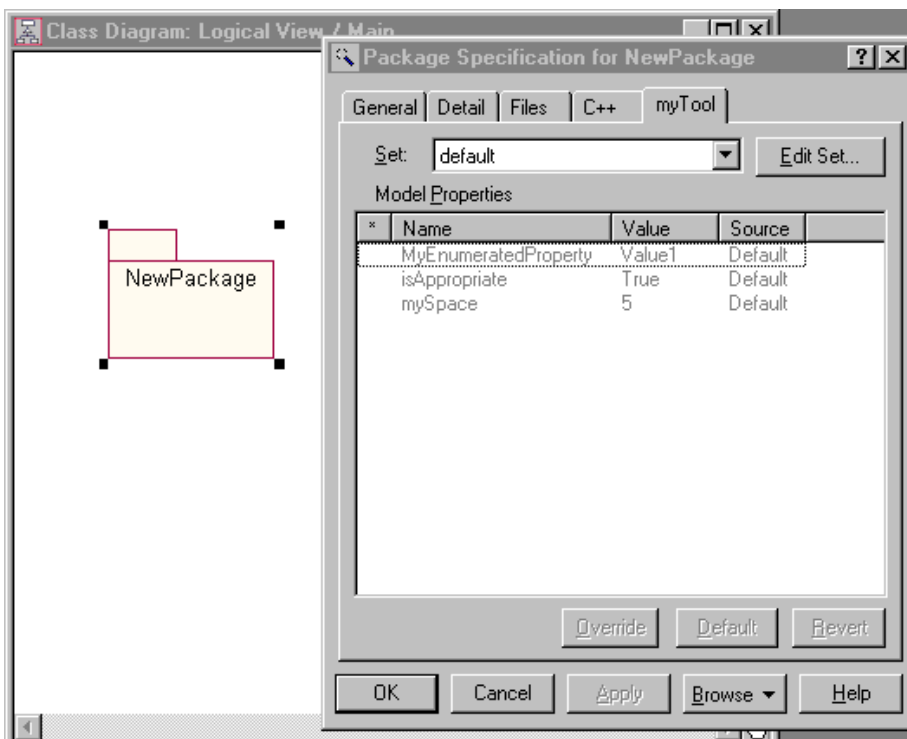 Class Diagram: Logical View / Main
Package Specification for NewPackage
General Detail Files C++ myTool
Set: default Edit Set...
Model Properties
* Name Value Source
MyEnumeratedProperty Value1 Default
isAppropriate True Default
mySpace 5 Default
NewPackage
Override Default Revert
OK Cancel Apply Browse Help